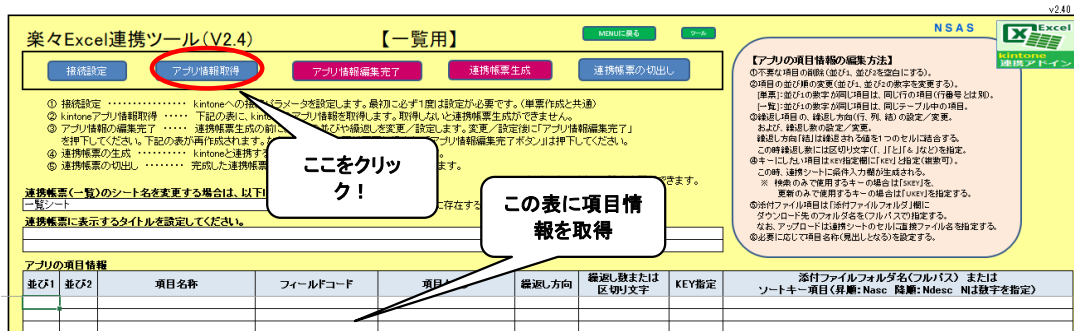 v2.40
楽々Excel連携ツール(V2.4)
【一覧用】
MENUに戻る
ツール
NSAS
Excel
kintone
連携アドイン
接続設定
アプリ情報取得
アプリ情報編集完了
連携帳票生成
連携帳票の切出し
① 接続設定 ‥‥‥‥‥‥‥ kintoneへの接続パラメータを設定します。最初に必ず1度は設定が必要です。(単票作成と共通)
② kintoneアプリ情報取得 ‥‥‥ 下記の表に、kintoneアプリ情報を取得します。取得しないと連携帳票生成ができません。
③ アプリ情報の編集完了 ‥‥‥ 連携帳票生成の前に
並びや繰返しを変更/設定します。変更/設定後に「アプリ情報編集完了」
を押下してください。下記の表が再作成されます。
アプリ情報編集完了ボタン」は押下してください。
④ 連携帳票の生成 ‥‥‥‥ kintoneと連携する
⑤ 連携帳票の切出し ‥‥‥‥ 完成した連携帳票
ます。
できます。
ここをクリック!
この表に項目情報を取得
連携帳票(一覧)のシート名を変更する場合は、以下
一覧シート
に存在する
連携帳票に表示するタイトルを設定してください。
【アプリの項目情報の編集方法】
①不要な項目の削除(並び1、並び2を空白にする)。
②項目の並び順の変更(並び1、並び2の数字を変更する)。
[単票]:並び1の数字が同じ項目は、同じ行の項目(行番号とは別)。
[一覧]:並び1の数字が同じ項目は、同じテーブル中の項目。
③繰返し項目の、繰返し方向(行、列、結)の設定/変更。
および、繰返し数の設定/変更。
繰返し方向「結」は繰返される値を1つのセルに結合する。
この時繰返し数には区切り文字(「、」「と」「&」など)を指定。
④キーにしたい項目はKEY指定欄に「KEY」と指定(複数可)。
この時、連携シートに条件入力欄が生成される。
※ 検索のみで使用するキーの場合は「SKEY」を、
更新のみで使用するキーの場合は「UKEY」を指定する。
⑤添付ファイル項目は「添付ファイルフォルダ」欄に
ダウンロード先のフォルダ名を(フルパスで)指定する。
なお、アップロードは連携シートのセルに直接ファイル名を指定する。
⑥必要に応じて項目名称(見出しとなる)を設定する。
アプリの項目情報
並び1 並び2 項目名称 フィールドコード 項目 繰返し方向 繰返し数または区切り文字 KEY指定 添付ファイルフォルダ名(フルパス) または
ソートキー項目(昇順:Nasc 降順:Ndesc Nは数字を指定)